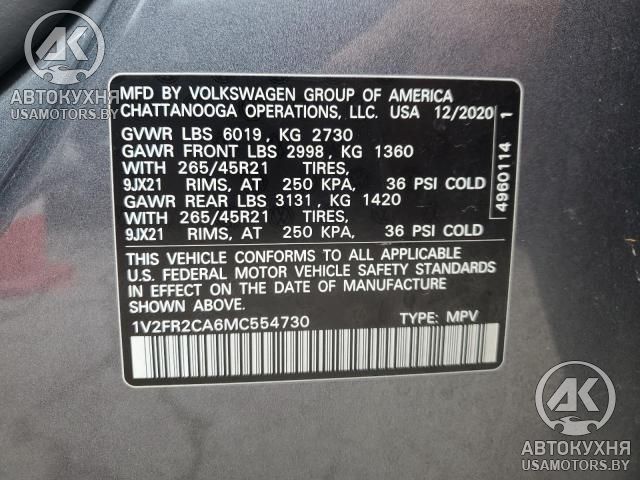 AK
АВТОКУХНЯ
USAMOTORS.BY
MFD BY VOLKSWAGEN GROUP OF AMERICA
CHATTANOOGA OPERATIONS, LLC. USA 12/2020
GVWR LBS 6019, KG 2730
GAWR FRONT LBS 2998, KG 1360
WITH 265/45R21 TIRES,
9JX21 RIMS, AT 250 KPA, 36 PSI COLD
GAWR REAR LBS 3131, KG 1420
WITH 265/45R21 TIRES,
9JX21 RIMS, AT 250 KPA, 36 PSI COLD
4960114 1
THIS VEHICLE CONFORMS TO ALL APPLICABLE
U.S. FEDERAL MOTOR VEHICLE SAFETY STANDARDS
IN EFFECT ON THE DATE OF MANUFACTURE
SHOWN ABOVE.
1V2FR2CA6MC554730 TYPE: MPV
AK
АВТОКУХНЯ
USAMOTORS.BY